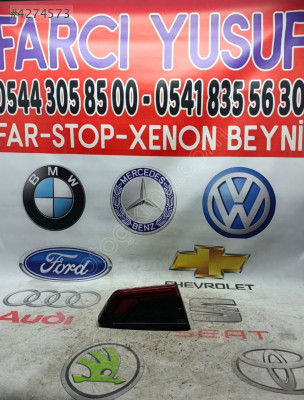 #4274573
FARCI YUSUF
0544 305 85 00 - 0541 835 56 30
FAR-STOP-XENON BEYNİ
BMW
MERCEDES
BENZ
Ford
CHEVROLET
Audi
SEAT
TOYOTA